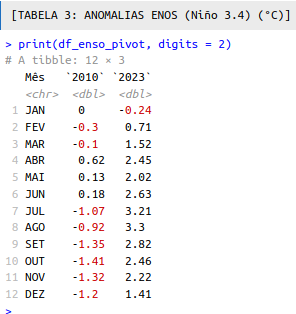 [TABELA 3: ANOMALIAS ENOS (Niño 3.4) (°C)]
> print(df_enso_pivot, digits = 2)
# A tibble: 12 × 3
Mês `2010` `2023`
<chr> <dbl> <dbl>
1 JAN 0 -0.24
2 FEV -0.3 0.71
3 MAR -0.1 1.52
4 ABR 0.62 2.45
5 MAI 0.13 2.02
6 JUN 0.18 2.63
7 JUL -1.07 3.21
8 AGO -0.92 3.3
9 SET -1.35 2.82
10 OUT -1.41 2.46
11 NOV -1.32 2.22
12 DEZ -1.2 1.41
>